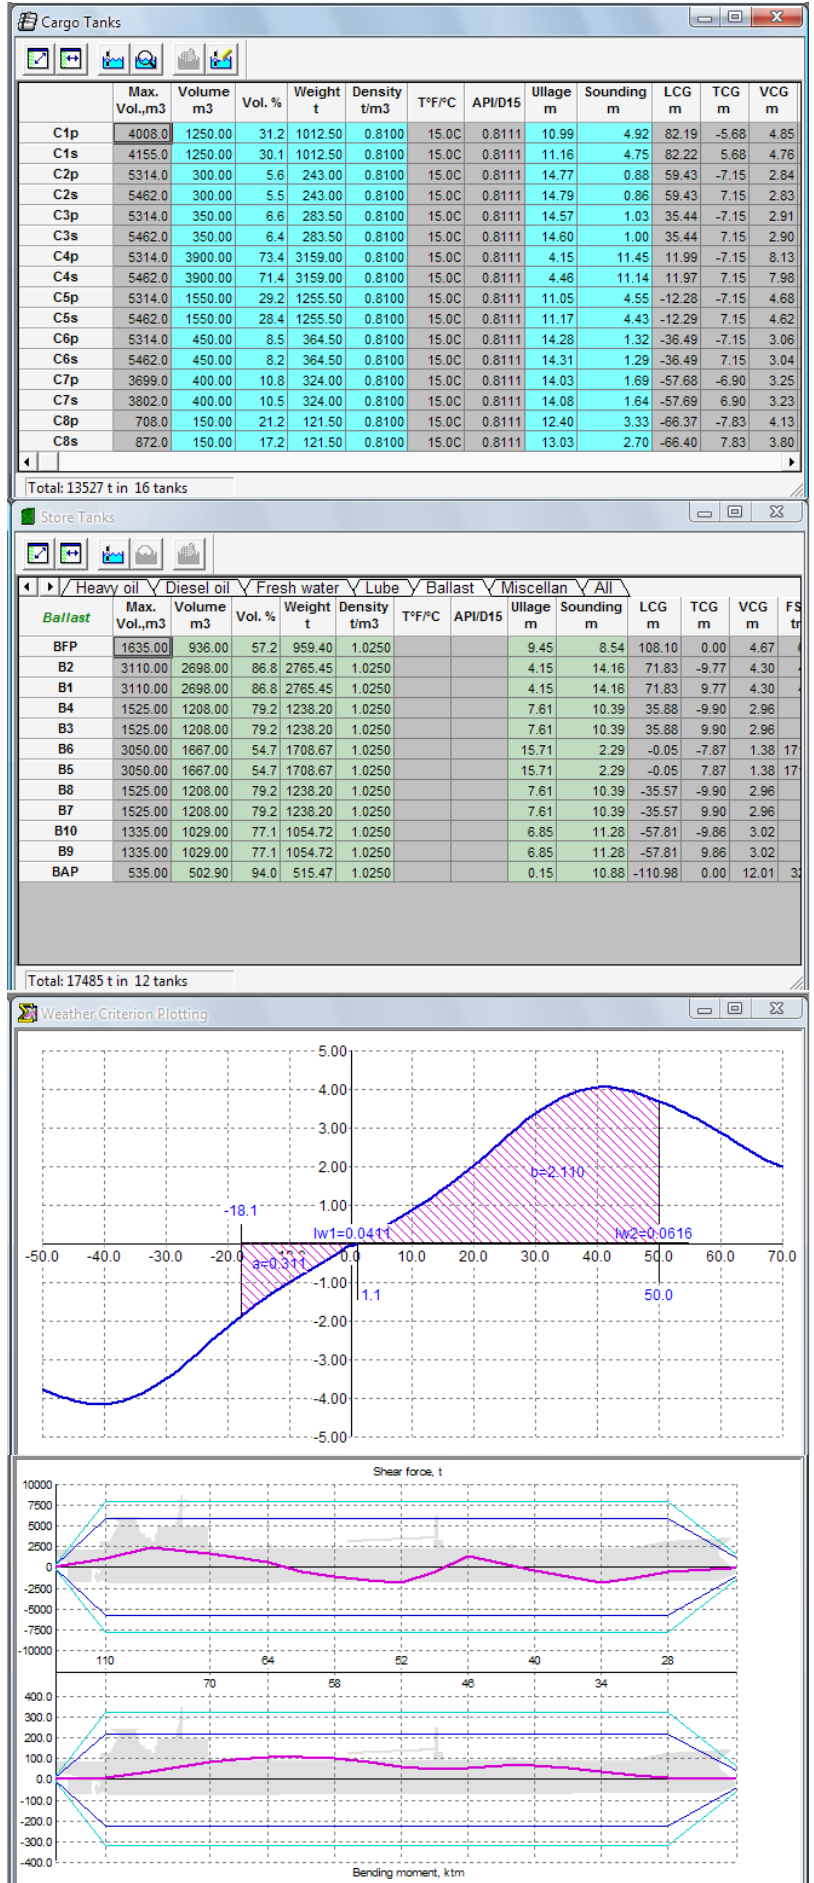 Cargo Tanks
Max. Vol.,m3 Volume m3 Vol. % Weight t Density t/m3 T°F/°C API/D15 Ullage m Sounding m LCG m TCG m VCG m
C1p 4008.0 1250.00 31.2 1012.50 0.8100 15.0C 0.8111 10.99 4.92 82.19 -5.68 4.85
C1s 4155.0 1250.00 30.1 1012.50 0.8100 15.0C 0.8111 11.16 4.75 82.22 5.68 4.76
C2p 5314.0 300.00 5.6 243.00 0.8100 15.0C 0.8111 14.77 0.88 59.43 -7.15 2.84
C2s 5462.0 300.00 5.5 243.00 0.8100 15.0C 0.8111 14.79 0.86 59.43 7.15 2.83
C3p 5314.0 350.00 6.6 283.50 0.8100 15.0C 0.8111 14.57 1.03 35.44 -7.15 2.91
C3s 5462.0 350.00 6.4 283.50 0.8100 15.0C 0.8111 14.60 1.00 35.44 7.15 2.90
C4p 5314.0 3900.00 73.4 3159.00 0.8100 15.0C 0.8111 4.15 11.45 11.99 -7.15 8.13
C4s 5462.0 3900.00 71.4 3159.00 0.8100 15.0C 0.8111 4.46 11.14 11.97 7.15 7.98
C5p 5314.0 1550.00 29.2 1255.50 0.8100 15.0C 0.8111 11.05 4.55 -12.28 -7.15 4.68
C5s 5462.0 1550.00 28.4 1255.50 0.8100 15.0C 0.8111 11.17 4.43 -12.29 7.15 4.62
C6p 5314.0 450.00 8.5 364.50 0.8100 15.0C 0.8111 14.28 1.32 -36.49 -7.15 3.06
C6s 5462.0 450.00 8.2 364.50 0.8100 15.0C 0.8111 14.31 1.29 -36.49 7.15 3.04
C7p 3699.0 400.00 10.8 324.00 0.8100 15.0C 0.8111 14.03 1.69 -57.68 -6.90 3.25
C7s 3802.0 400.00 10.5 324.00 0.8100 15.0C 0.8111 14.08 1.64 -57.69 6.90 3.23
C8p 708.0 150.00 21.2 121.50 0.8100 15.0C 0.8111 12.40 3.33 -66.37 -7.83 4.13
C8s 872.0 150.00 17.2 121.50 0.8100 15.0C 0.8111 13.03 2.70 -66.40 7.83 3.80
Total: 13527 t in 16 tanks
Store Tanks
Heavy oil Diesel oil Fresh water Lube Ballast Miscellan All
Ballast Max. Vol.,m3 Volume m3 Vol. % Weight t Density t/m3 T°F/°C API/D15 Ullage m Sounding m LCG m TCG m VCG m
BFP 1635.00 936.00 57.2 959.40 1.0250 9.45 8.54 108.10 0.00 4.67
B2 3110.00 2698.00 86.8 2765.45 1.0250 4.15 14.16 71.83 -9.77 4.30
B1 3110.00 2698.00 86.8 2765.45 1.0250 4.15 14.16 71.83 9.77 4.30
B4 1525.00 1208.00 79.2 1238.20 1.0250 7.61 10.39 35.88 -9.90 2.96
B3 1525.00 1208.00 79.2 1238.20 1.0250 7.61 10.39 35.88 9.90 2.96
B6 3050.00 1667.00 54.7 1708.67 1.0250 15.71 2.29 -0.05 -7.87 1.38
B5 3050.00 1667.00 54.7 1708.67 1.0250 15.71 2.29 -0.05 7.87 1.38
B8 1525.00 1208.00 79.2 1238.20 1.0250 7.61 10.39 -35.57 -9.90 2.96
B7 1525.00 1208.00 79.2 1238.20 1.0250 7.61 10.39 -35.57 9.90 2.96
B10 1335.00 1029.00 77.1 1054.72 1.0250 6.85 11.28 -57.81 -9.86 3.02
B9 1335.00 1029.00 77.1 1054.72 1.0250 6.85 11.28 -57.81 9.86 3.02
BAP 535.00 502.90 94.0 515.47 1.0250 0.15 10.88 -110.98 0.00 12.01
Total: 17485 t in 12 tanks
Weather Criterion Plotting
5.00
4.00
3.00
2.00
b=2.110
1.00
-18.1
lw1=0.0411 lw2=0.0616
-50.0 -40.0 -30.0 0.0 10.0 20.0 30.0 40.0 50.0 60.0 70.0
a=0.311
-1.00
1.1 50.0
-2.00
-3.00
-4.00
-5.00
Shear force, t
10000
7500
5000
2500
0
-2500
-5000
-7500
-10000
110 64 52 40 28
70 58 46 34
400.0
300.0
200.0
100.0
0.0
-100.0
-200.0
-300.0
-400.0
Bending moment, ktm